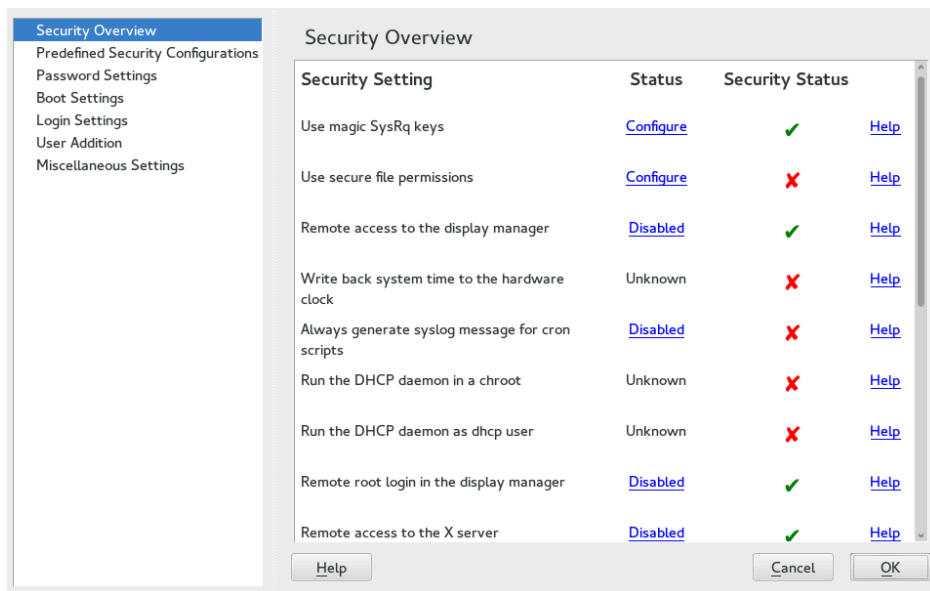 Security Overview
Predefined Security Configurations
Password Settings
Boot Settings
Login Settings
User Addition
Miscellaneous Settings
Security Overview
Security Setting Status Security Status
Use magic SysRq keys Configure ✔ Help
Use secure file permissions Configure ✘ Help
Remote access to the display manager Disabled ✔ Help
Write back system time to the hardware Unknown ✘ Help
clock
Always generate syslog message for cron Disabled ✘ Help
scripts
Run the DHCP daemon in a chroot Unknown ✘ Help
Run the DHCP daemon as dhcp user Unknown ✘ Help
Remote root login in the display manager Disabled ✔ Help
Remote access to the X server Disabled ✔ Help
Help Cancel OK